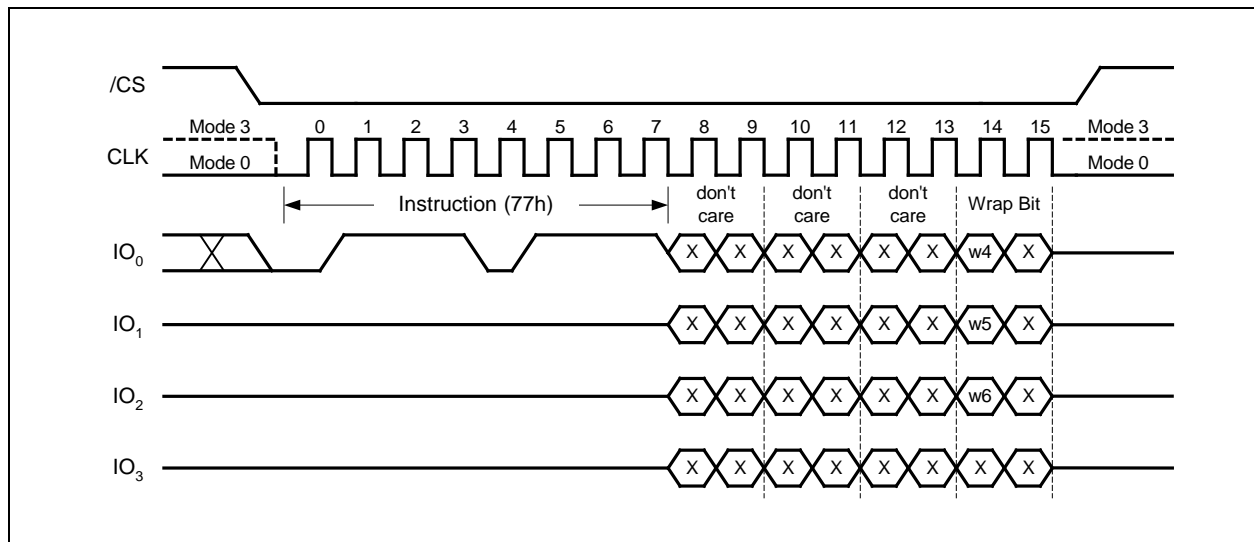 /CS
Mode 3 0 1 2 3 4 5 6 7 8 9 10 11 12 13 14 15 Mode 3
CLK
Mode 0 Mode 0
Instruction (77h) don't care don't care don't care Wrap Bit
IO0 X X X X X X w4 X
IO1 X X X X X X w5 X
IO2 X X X X X X w6 X
IO3 X X X X X X X X